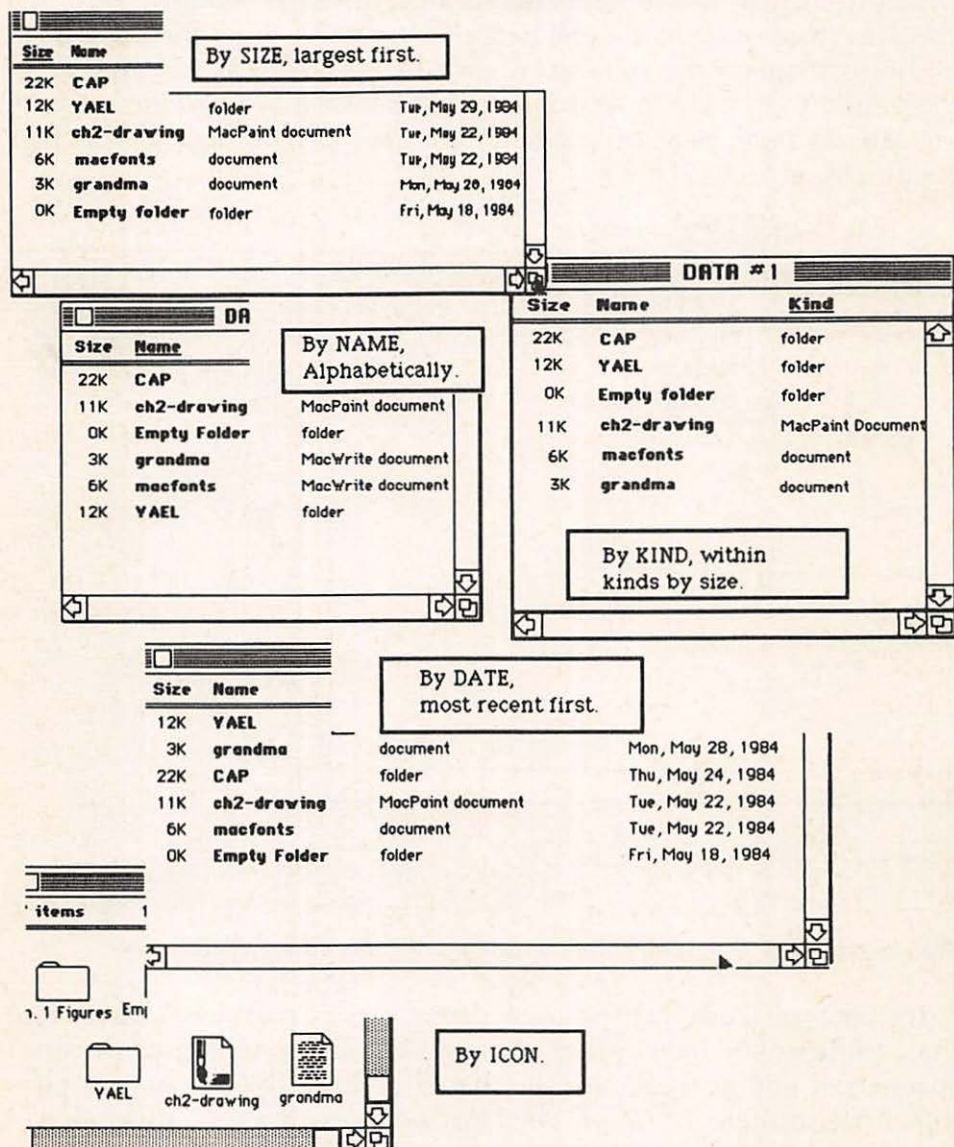 Size Name
By SIZE, largest first.
22K CAP
12K YAEL folder Tue, May 29, 1984
11K ch2-drawing MacPaint document Tue, May 22, 1984
6K macfonts document Tue, May 22, 1984
3K grandma document Mon, May 28, 1984
0K Empty folder folder Fri, May 18, 1984
DA
Size Name
By NAME,
Alphabetically.
22K CAP
11K ch2-drawing MacPaint document
0K Empty Folder folder
3K grandma MacWrite document
6K macfonts MacWrite document
12K YAEL folder
DATA #1
Size Name Kind
22K CAP folder
12K YAEL folder
0K Empty folder folder
11K ch2-drawing MacPaint Document
6K macfonts document
3K grandma document
By KIND, within
kinds by size.
Size Name
By DATE,
most recent first.
12K YAEL
3K grandma document Mon, May 28, 1984
22K CAP folder Thu, May 24, 1984
11K ch2-drawing MacPaint document Tue, May 22, 1984
6K macfonts document Tue, May 22, 1984
0K Empty Folder folder Fri, May 18, 1984
items 1
. 1 Figures Em
YAEL ch2-drawing grandma
By ICON.